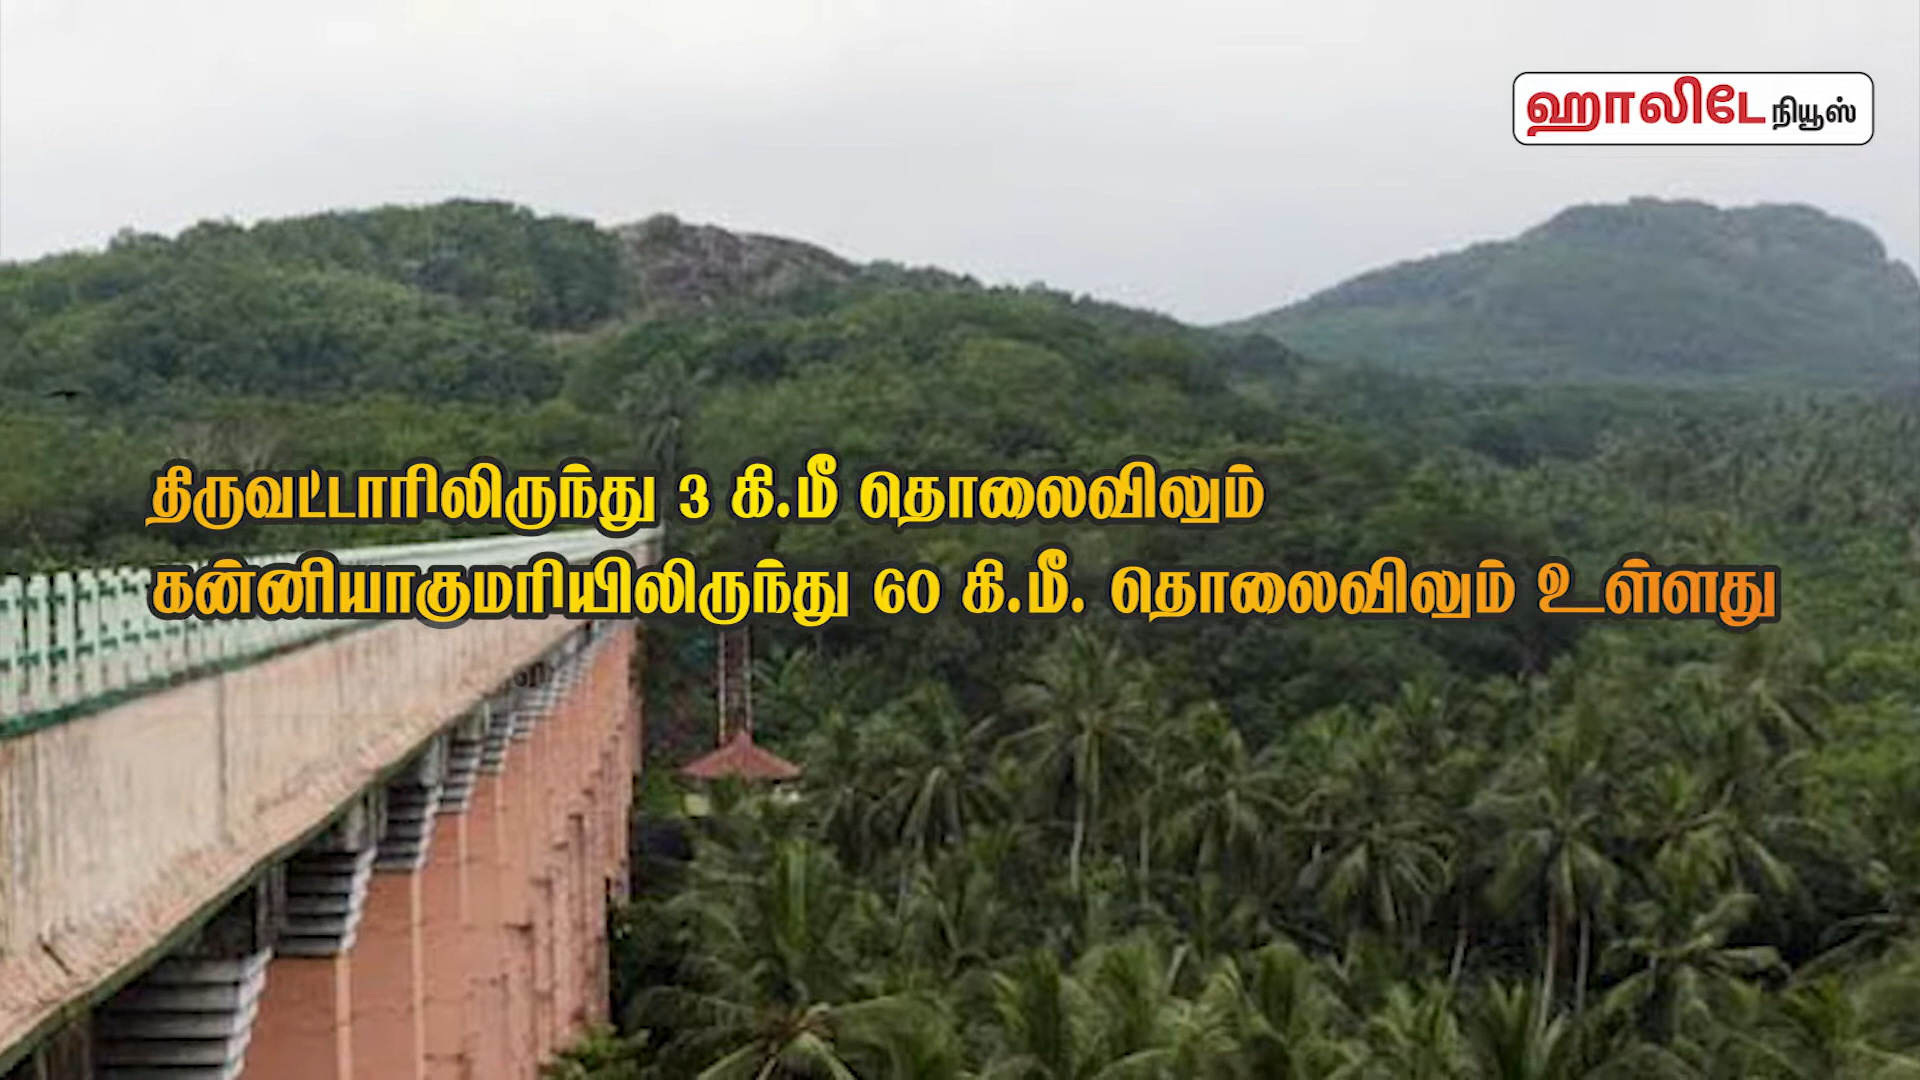 ஹாலிடே நியூஸ்
திருவட்டாரிலிருந்து 3 கி.மீ தொலைவிலும்
கன்னியாகுமரியிலிருந்து 60 கி.மீ. தொலைவிலும் உள்ளது